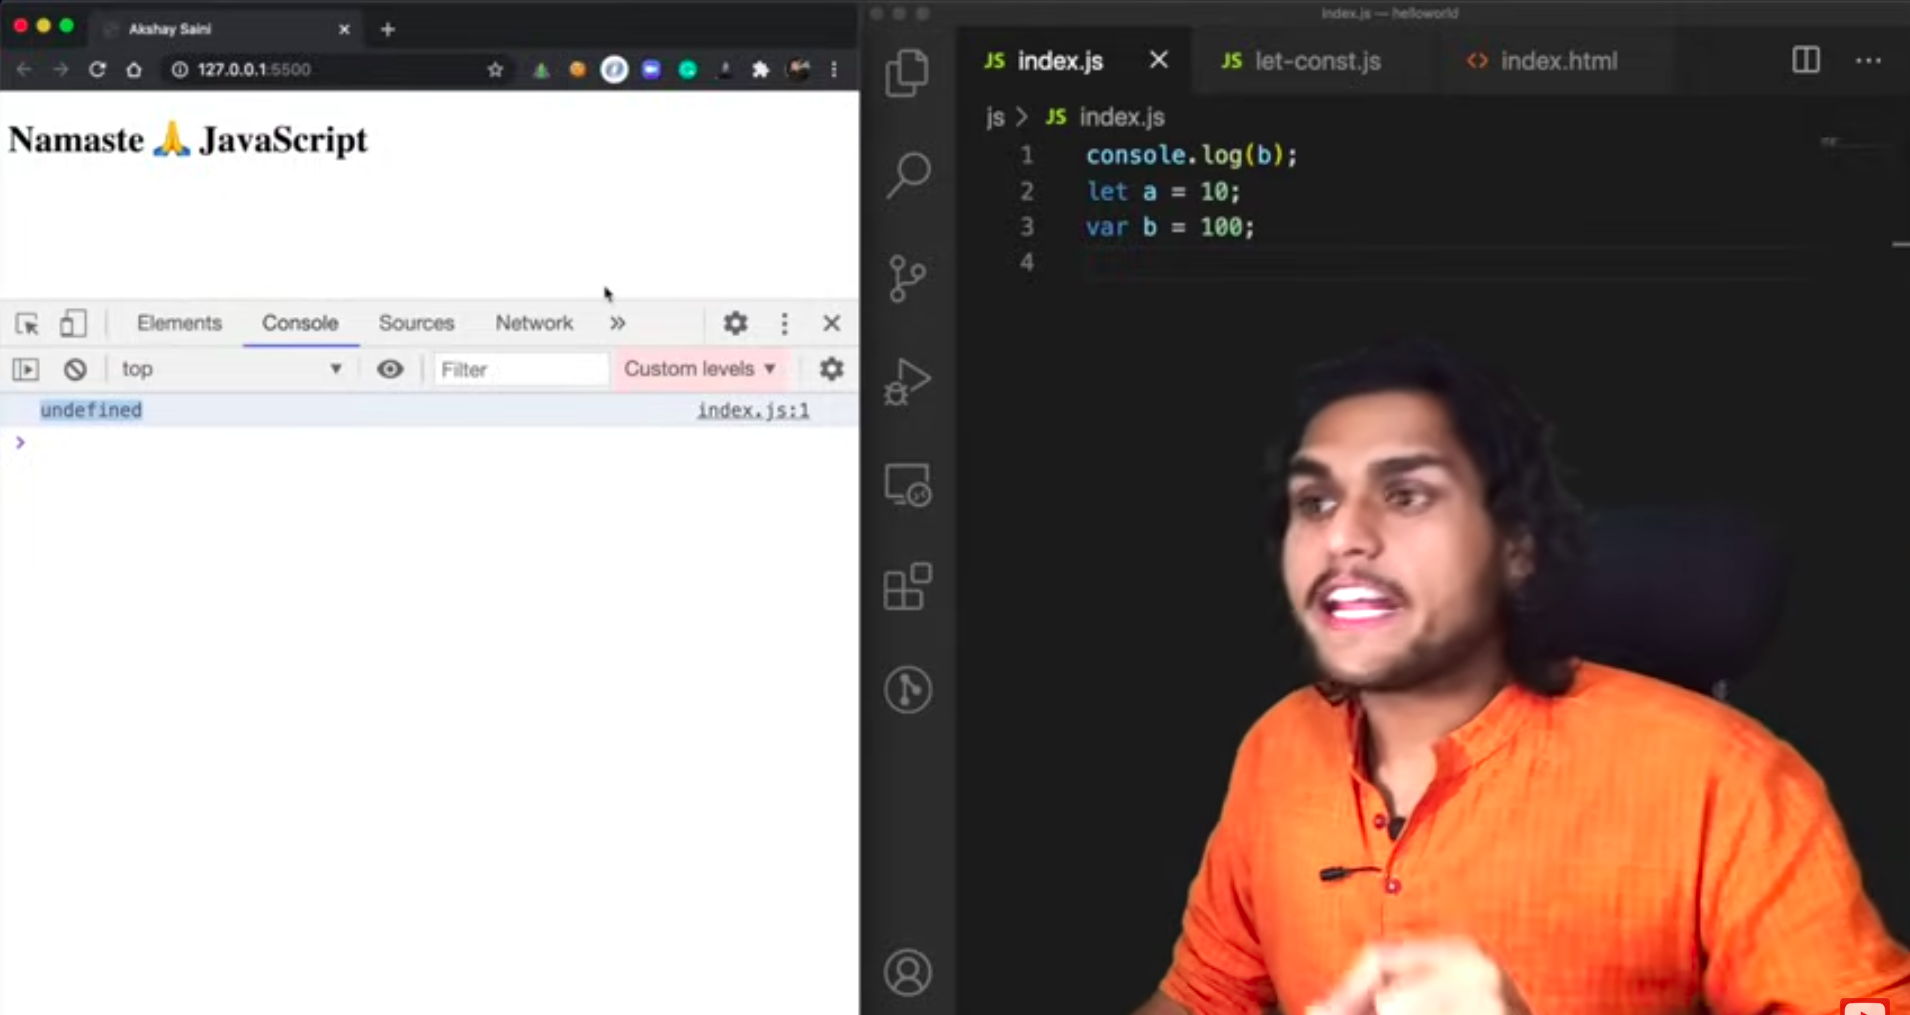 Akshay Saini
127.0.0.1:5500
Namaste 🙏 JavaScript
Elements Console Sources Network »
top Filter Custom levels ▼
undefined index.js:1
index.js — helloworld
JS index.js JS let-const.js <> index.html
js > JS index.js
1 console.log(b);
2 let a = 10;
3 var b = 100;
4